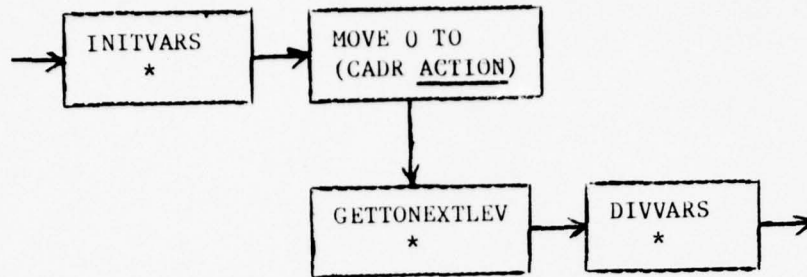 INITVARS
*
MOVE 0 TO
(CADR ACTION)
GETTONEXTLEV
*
DIVVARS
*